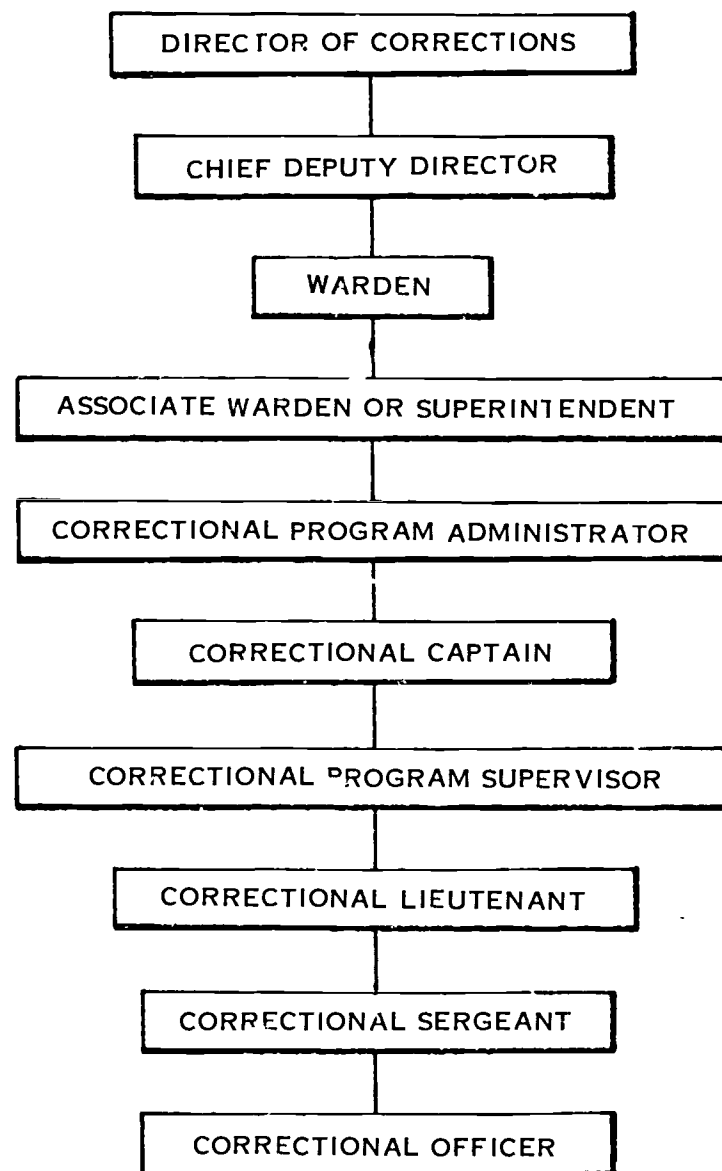 DIRECTOR OF CORRECTIONS
CHIEF DEPUTY DIRECTOR
WARDEN
ASSOCIATE WARDEN OR SUPERINTENDENT
CORRECTIONAL PROGRAM ADMINISTRATOR
CORRECTIONAL CAPTAIN
CORRECTIONAL PROGRAM SUPERVISOR
CORRECTIONAL LIEUTENANT
CORRECTIONAL SERGEANT
CORRECTIONAL OFFICER